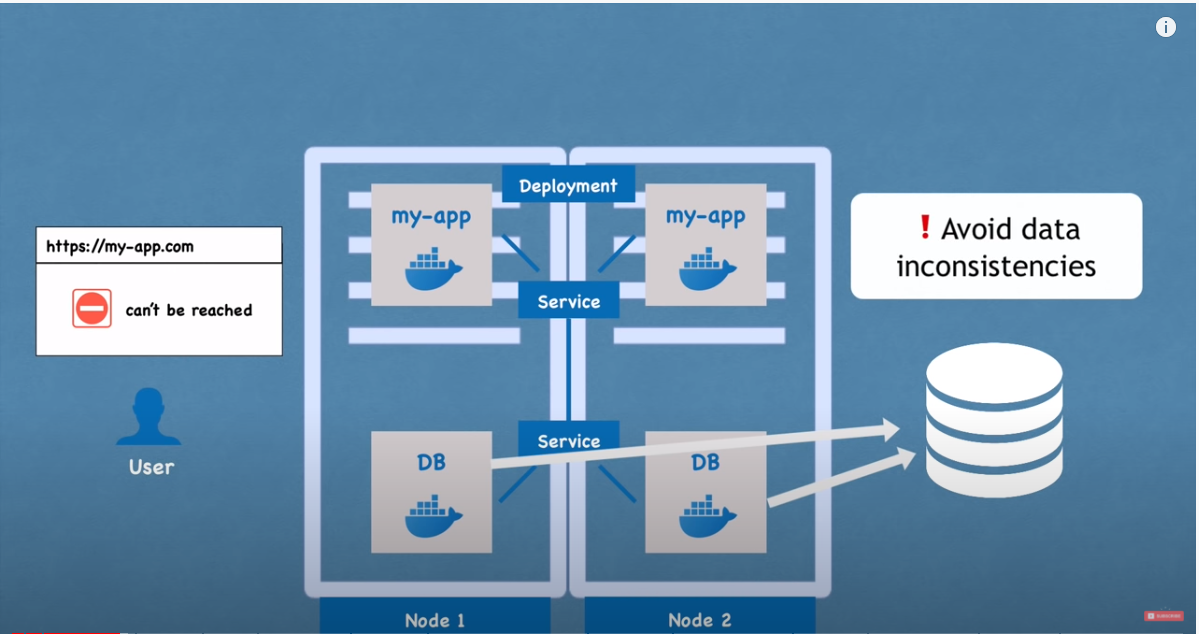 Deployment
my-app
my-app
https://my-app.com
can't be reached
Service
! Avoid data
inconsistencies
User
Service
DB
DB
Node 1
Node 2